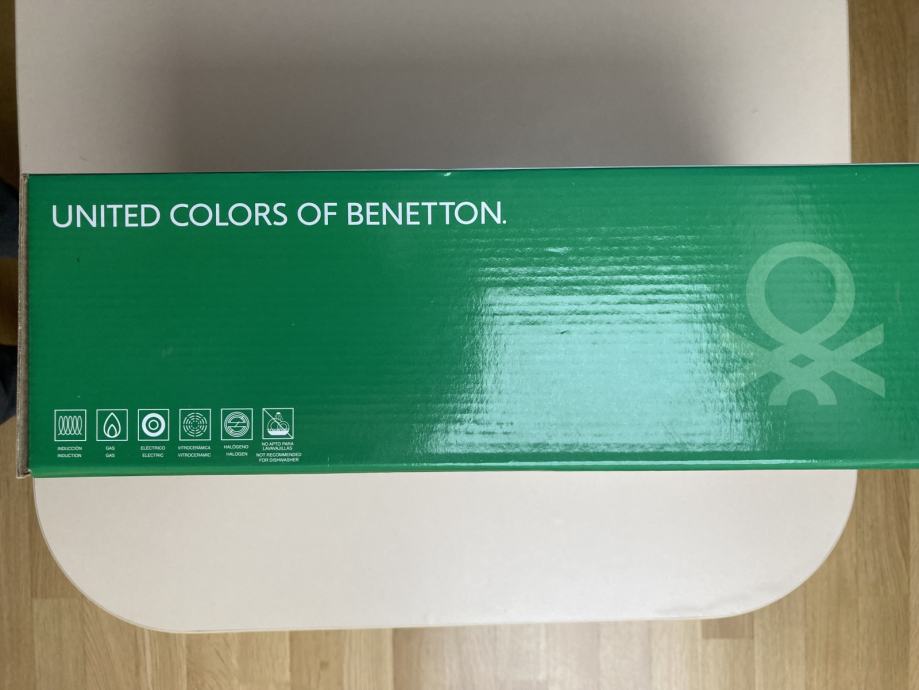 UNITED COLORS OF BENETTON.
INDUCCIÓN
INDUCTION
GAS
GAS
ELÉCTRICO
ELECTRIC
VITROCERÁMICA
VITROCERAMIC
HALÓGENO
HALOGEN
NO APTO PARA
LAVAVAJILLAS
NOT RECOMMENDED
FOR DISHWASHER